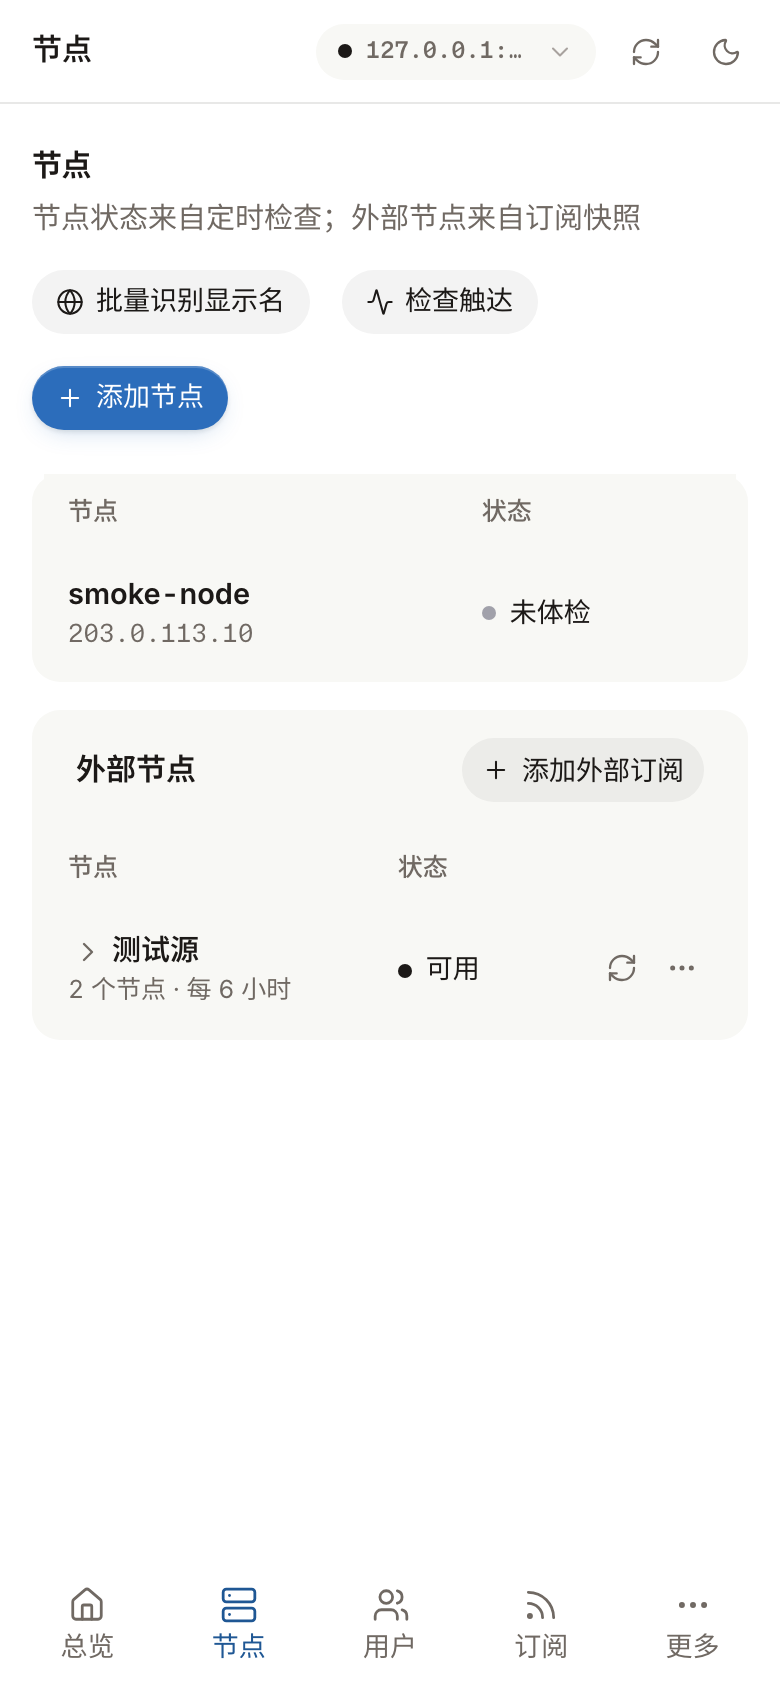 节点
127.0.0.1:…
节点
节点状态来自定时检查；外部节点来自订阅快照
批量识别显示名
检查触达
添加节点
节点 状态
smoke-node
203.0.113.10
未体检
外部节点
添加外部订阅
节点 状态
测试源
2 个节点 · 每 6 小时
可用
总览 节点 用户 订阅 更多